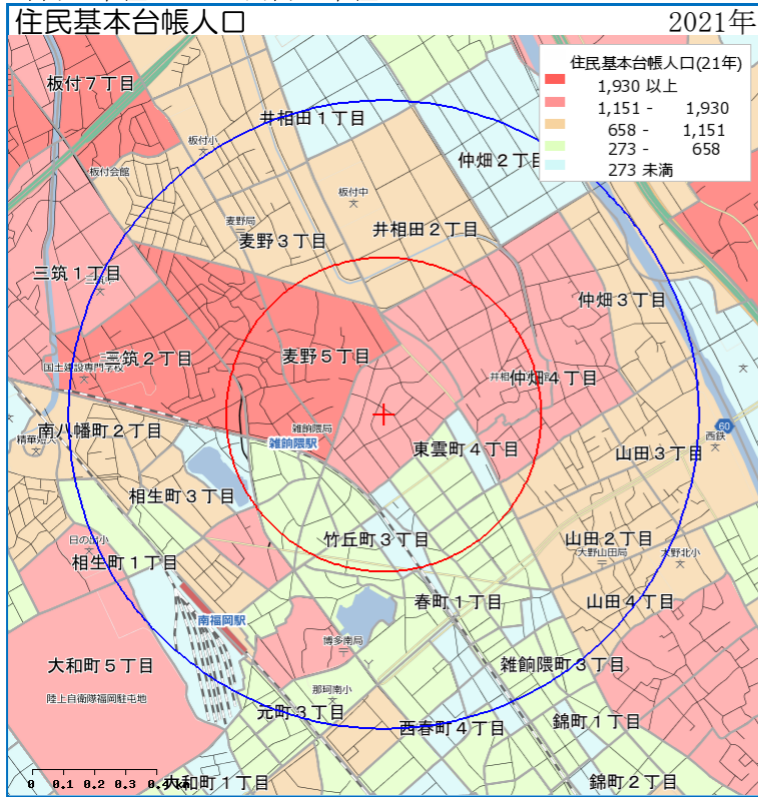 住民基本台帳人口
2021年
住民基本台帳人口(21年)
1,930 以上
1,151 - 1,930
658 - 1,151
273 - 658
273 未満
板付7丁目
井相田1丁目
板付小
仲畑2丁目
板付会館
板付中
麦野局
麦野3丁目
井相田2丁目
三筑1丁目
仲畑3丁目
三筑2丁目
麦野5丁目
国土建設専門学校
仲畑4丁目
南八幡町2丁目
雑餉隈局
雑餉隈駅
東雲町4丁目
60
西鉄
精華短大
山田3丁目
相生町3丁目
日の出小
竹丘町3丁目
山田2丁目
大野山田局
大野北小
相生町1丁目
春町1丁目
山田4丁目
南福岡駅
博多南局
大和町5丁目
雑餉隈町3丁目
陸上自衛隊福岡駐屯地
那珂南小
元町3丁目
西春町4丁目
錦町1丁目
大和町1丁目
錦町2丁目
0 0.1 0.2 0.3 0.4 km